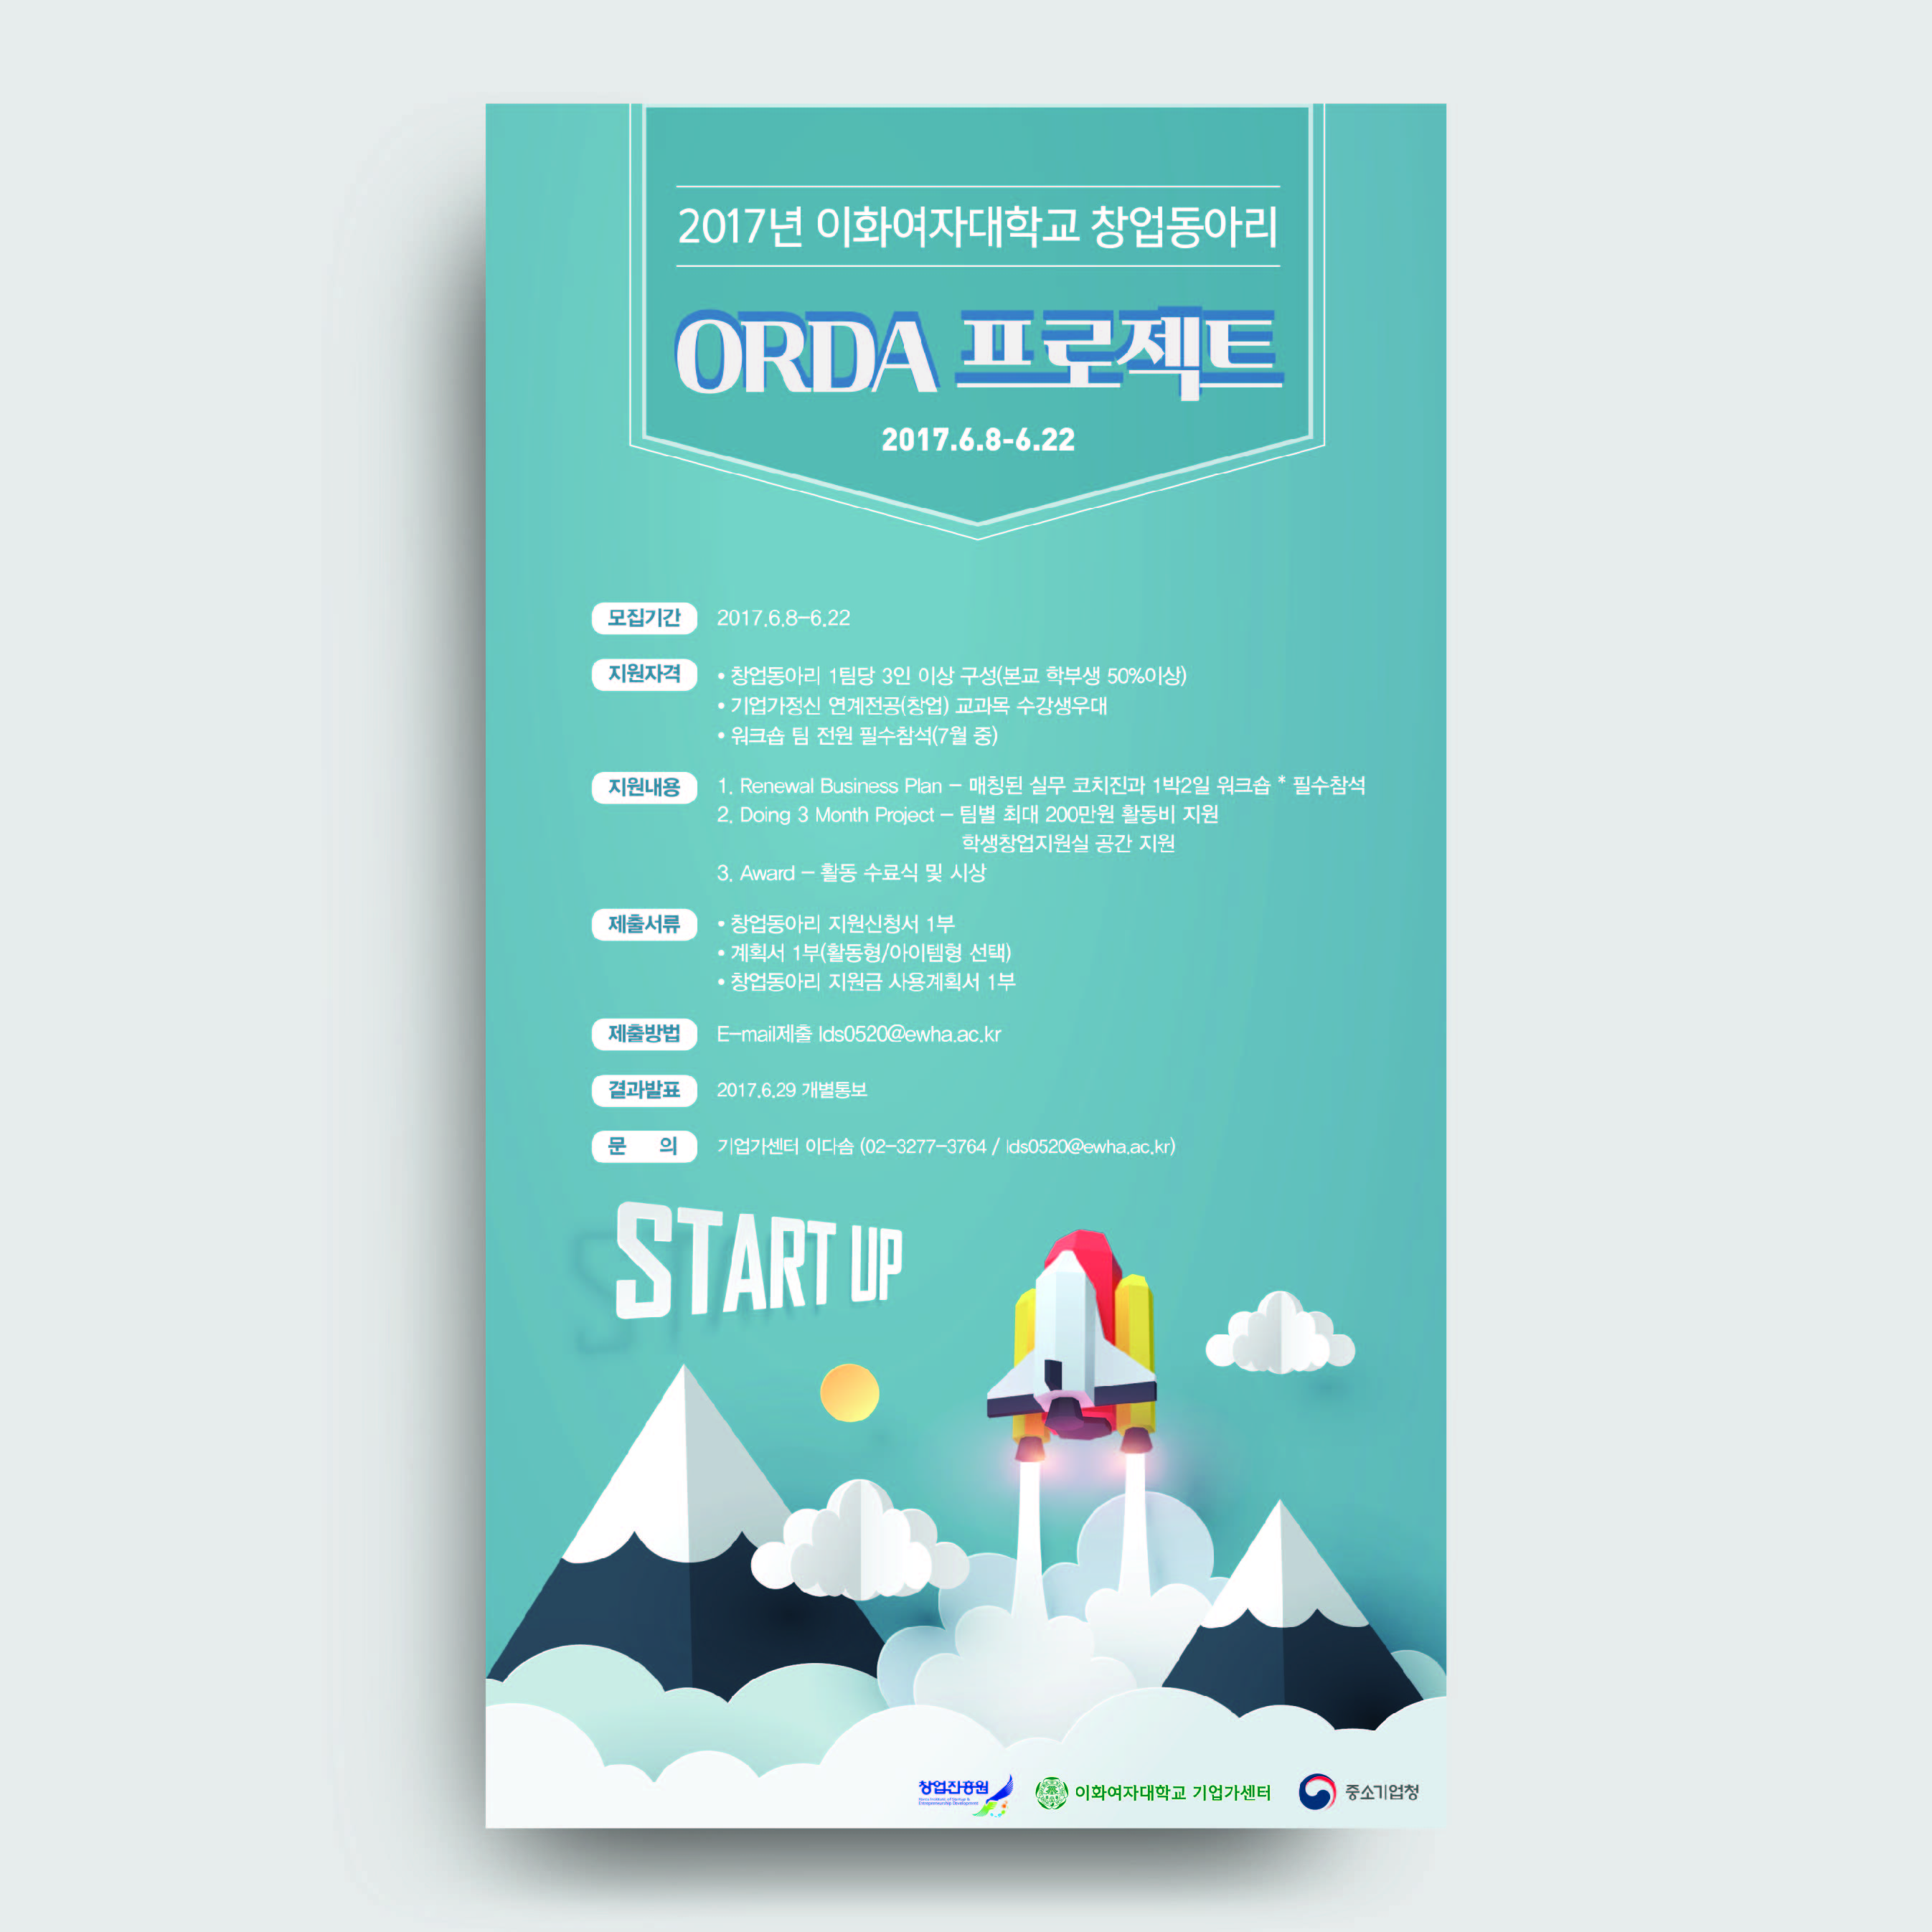 2017년 이화여자대학교 창업동아리
ORDA 프로젝트
2017.6.8-6.22
모집기간 2017.6.8-6.22
지원자격 • 창업동아리 1팀당 3인 이상 구성(본교 학부생 50%이상)
• 기업가정신 연계전공(창업) 교과목 수강생우대
• 워크숍 팀 전원 필수참석(7월 중)
지원내용 1. Renewal Business Plan - 매칭된 실무 코치진과 1박2일 워크숍 * 필수참석
2. Doing 3 Month Project - 팀별 최대 200만원 활동비 지원
학생창업지원실 공간 지원
3. Award - 활동 수료식 및 시상
제출서류 • 창업동아리 지원신청서 1부
• 계획서 1부(활동형/아이템형 선택)
• 창업동아리 지원금 사용계획서 1부
제출방법 E-mail제출 lds0520@ewha.ac.kr
결과발표 2017.6.29 개별통보
문 의 기업가센터 이다솜 (02-3277-3764 / lds0520@ewha.ac.kr)
START UP
창업진흥원
이화여자대학교 기업가센터
중소기업청